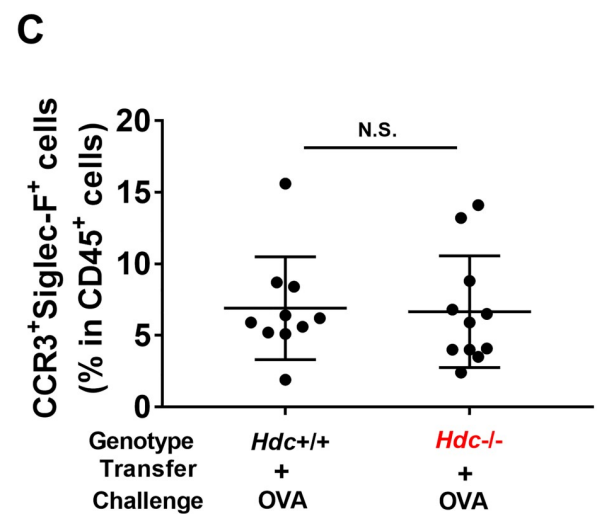 C
CCR3+Siglec-F+ cells
(% in CD45+ cells)
N.S.
20
15
10
5
0
Genotype Hdc+/+ Hdc-/-
Transfer + +
Challenge OVA OVA